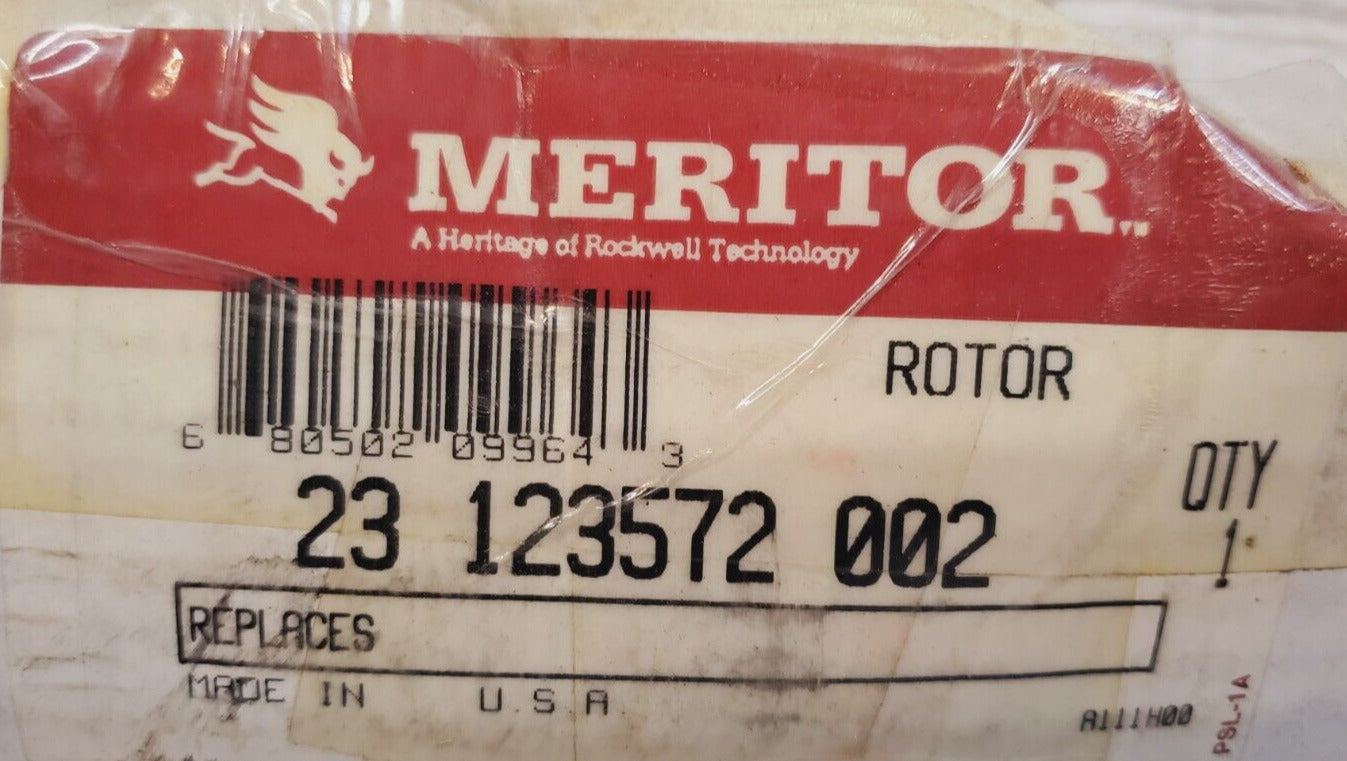 MERITOR™
A Heritage of Rockwell Technology
ROTOR
6 80502 09964 3
QTY
23 123572 002
1
REPLACES
MADE IN U.S.A.
A111H00
PSL-1A